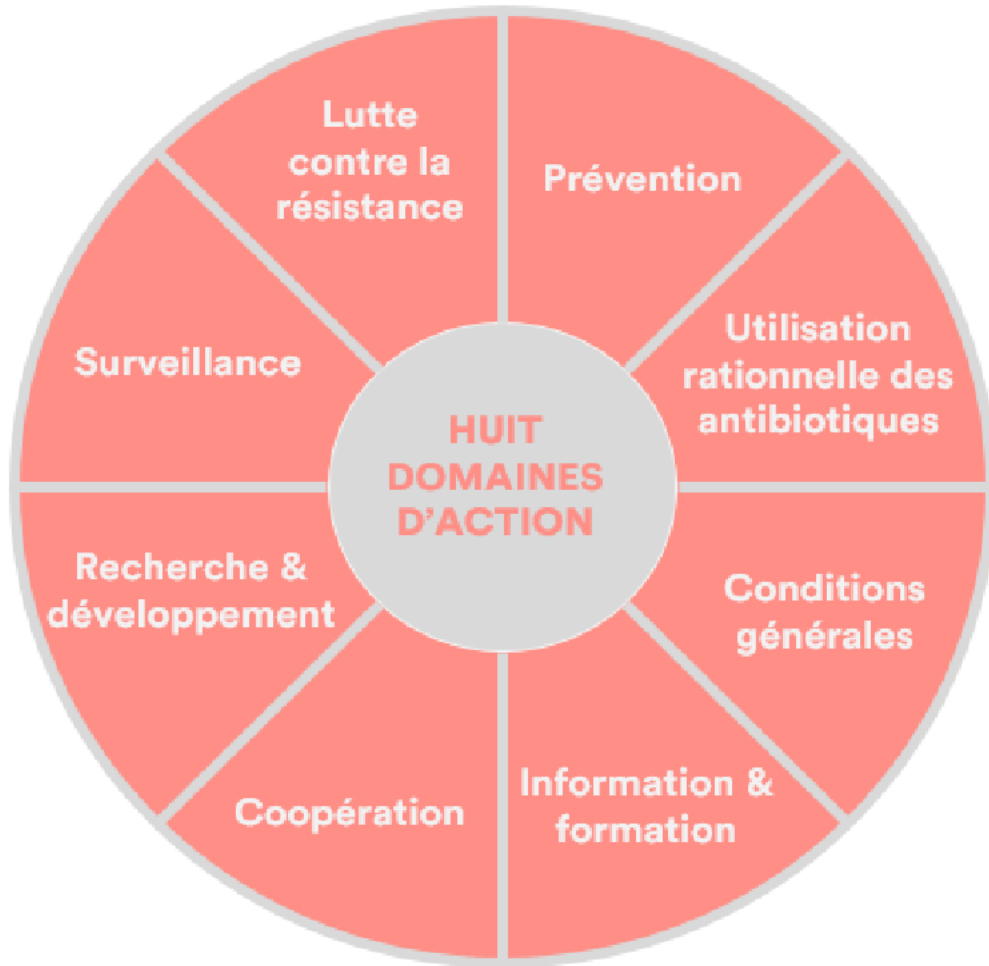 HUIT
DOMAINES
D’ACTION
Prévention
Utilisation
rationnelle des
antibiotiques
Conditions
générales
Information &
formation
Coopération
Recherche &
développement
Surveillance
Lutte
contre la
résistance